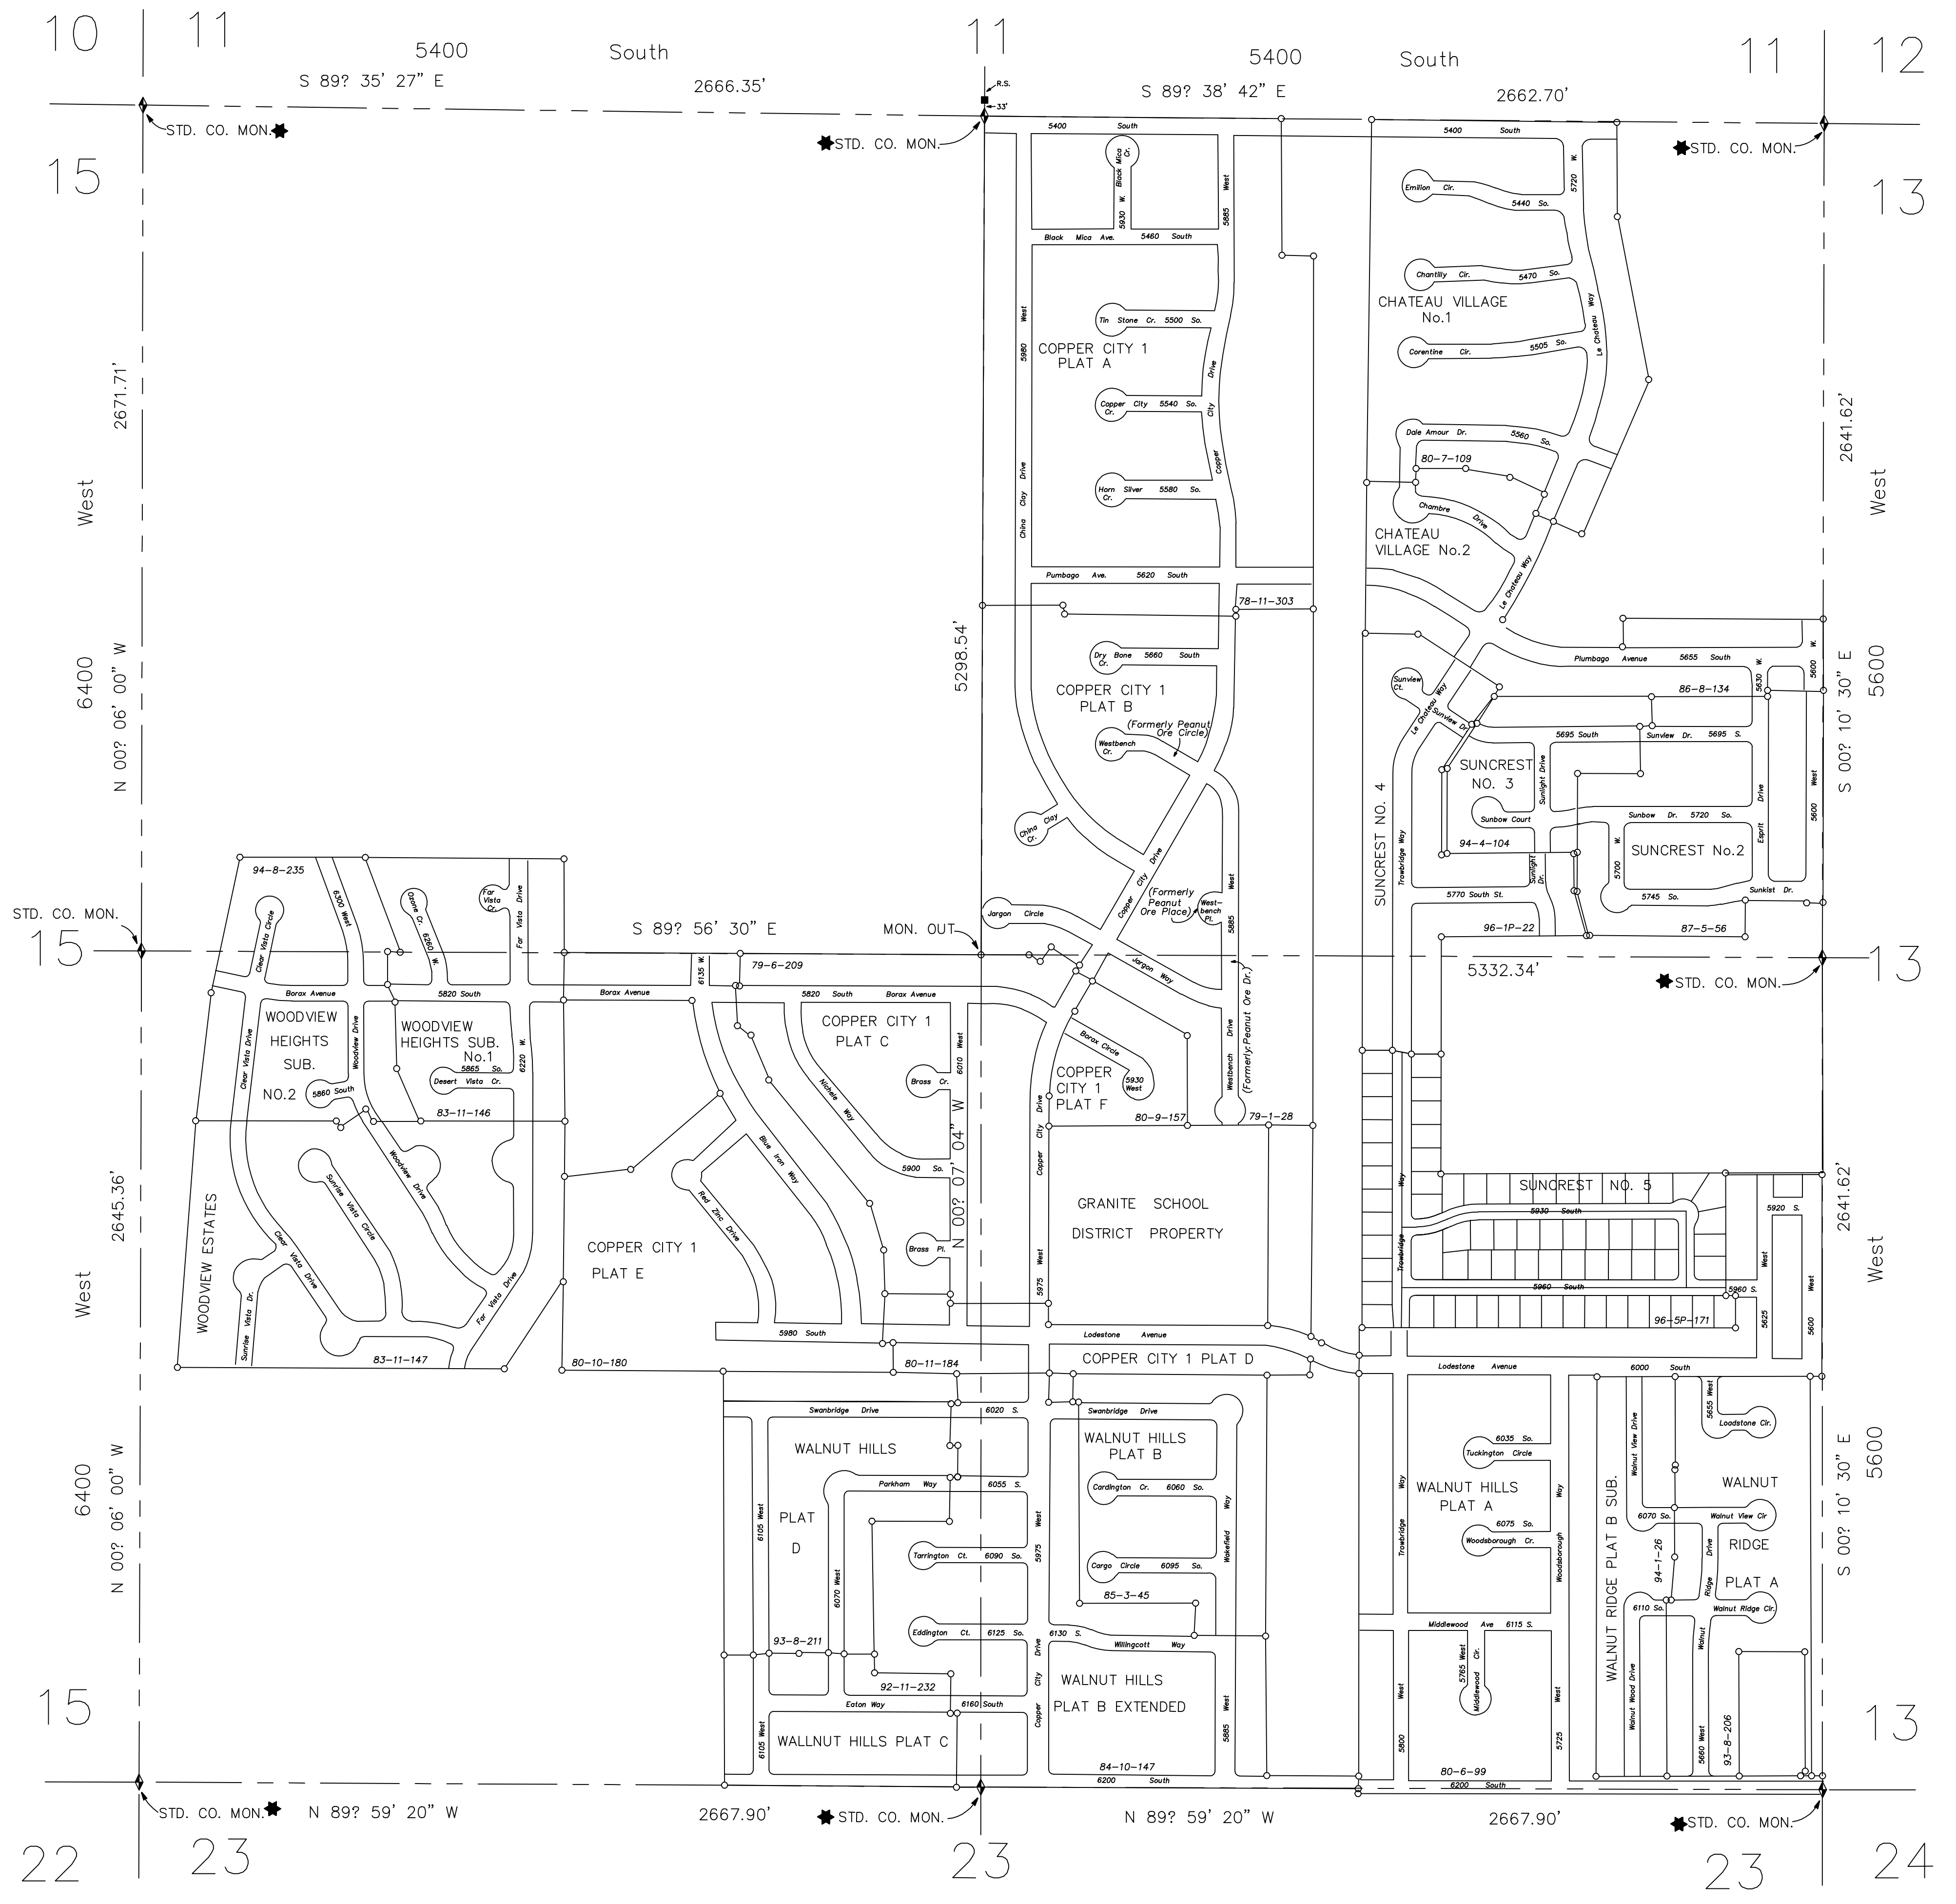 10
11
5400
South
11
5400
South
11
12
S 89? 35' 27" E
2666.35'
R.S.
33'
S 89? 38' 42" E
2662.70'
STD. CO. MON.
STD. CO. MON.
STD. CO. MON.
15
13
5400 South
5400 South
Black Mica Cr.
5930 W.
5885 West
5720 W.
Emilion Cir.
5440 So.
Black Mica Ave. 5460 South
Chantilly Cir. 5470 So.
CHATEAU VILLAGE
No.1
Tin Stone Cr. 5500 So.
5980 West
COPPER CITY 1
PLAT A
Le Chateau Way
Corentine Cir. 5505 So.
2671.71'
2641.62'
Copper City Drive
Copper City 5540 So.
Cr.
Dale Amour Dr. 5560 So.
80-7-109
West
West
China Clay Drive
Horn Silver 5580 So.
Cr.
Chambre Drive
CHATEAU
VILLAGE No.2
Le Chateau Way
Pumbago Ave. 5620 South
78-11-303
5298.54'
6400
N 00? 06' 00" W
Dry Bone 5660 South
Cr.
Plumbago Avenue 5655 South
5630 W.
5600 W.
5600
S 00? 10' 30" E
COPPER CITY 1
PLAT B
Sunview
Ct.
Le Chateau Way
86-8-134
(Formerly Peanut
Ore Circle)
Westbench
Cr.
Sunview Dr.
5695 South Sunview Dr. 5695 S.
SUNCREST
NO. 3
Sunlight Drive
SUNCREST NO. 4
Esprit Drive
5600 West
China Clay
Cr.
Sunbow Court
Sunbow Dr. 5720 So.
94-4-104
5700 W.
SUNCREST No.2
Trowbridge Way
Sunlight Dr.
94-8-235
6300 West
Ozone Cr. 6260 W.
Far
Vista
Cr.
Far Vista Drive
Copper City Drive
(Formerly
Peanut
Ore Place)
West-
bench
Pl.
5885 West
5770 South St.
5745 So.
Sunkist Dr.
STD. CO. MON.
15
Clear Vista Circle
S 89? 56' 30" E
MON. OUT
Jargon Circle
96-1P-22
87-5-56
5332.34'
13
STD. CO. MON.
79-6-209
6135 W.
Jargon Way
Borax Avenue
5820 South
Borax Avenue
5820 South Borax Avenue
WOODVIEW
HEIGHTS
SUB.
NO.2
Clear Vista Drive
Woodview Drive
WOODVIEW
HEIGHTS SUB.
No.1
6220 W.
COPPER CITY 1
PLAT C
6010 West
Borax Circle
5930
West
Westbench Drive
(Formerly: Peanut Ore Dr.)
5860 South
5865 So.
Desert Vista Cr.
83-11-146
Nichele Way
Brass Cr.
COPPER
CITY 1
PLAT F
80-9-157
79-1-28
Blue Iron Way
5900 So.
N 00? 07' 04" W
Copper City Drive
5975 West
GRANITE SCHOOL
DISTRICT PROPERTY
SUNCREST NO. 5
5930 South
5920 S.
2645.36'
2641.62'
West
West
WOODVIEW ESTATES
Sunrise Vista Circle
Woodview Drive
Clear Vista Drive
Far Vista Drive
Sunrise Vista Dr.
83-11-147
Red Zinc Drive
Brass Pl.
COPPER CITY 1
PLAT E
Trowbridge Way
5960 South
5960 S.
96-5P-171
5625 West
5600 West
5980 South
Lodestone Avenue
80-10-180
80-11-184
COPPER CITY 1 PLAT D
Lodestone Avenue 6000 South
Swanbridge Drive 6020 S.
Swanbridge Drive
WALNUT HILLS
WALNUT HILLS
PLAT B
5655 West
Loadstone Cir.
Walnut View Drive
6035 So.
Tuckington Circle
Parkham Way 6055 S.
Cardington Cr. 6060 So.
WALNUT HILLS
PLAT A
Trowbridge Way
Woodsborough Way
WALNUT RIDGE PLAT B SUB.
WALNUT
RIDGE
PLAT A
6400
N 00? 06' 00" W
5600
S 00? 10' 30" E
PLAT
D
6105 West
6070 West
5975 West
Wakefield Way
6075 So.
Woodsborough Cr.
6070 So. Walnut View Cir
Tarrington Ct. 6090 So.
Cargo Circle 6095 So.
94-1-26
Walnut Ridge Drive
85-3-45
6110 So.
Walnut Ridge Cir.
Eddington Ct. 6125 So.
6130 S.
Willingcott Way
Middlewood Ave 6115 S.
93-8-211
Copper City Drive
5765 West
Middlewood Cir.
92-11-232
WALNUT HILLS
PLAT B EXTENDED
Walnut Wood Drive
5660 West
93-8-206
Eaton Way 6160 South
15
13
6105 West
WALLNUT HILLS PLAT C
5885 West
5800 West
5725 West
84-10-147
80-6-99
6200 South
6200 South
STD. CO. MON.
N 89? 59' 20" W
2667.90'
STD. CO. MON.
N 89? 59' 20" W
2667.90'
STD. CO. MON.
22
23
23
23
24